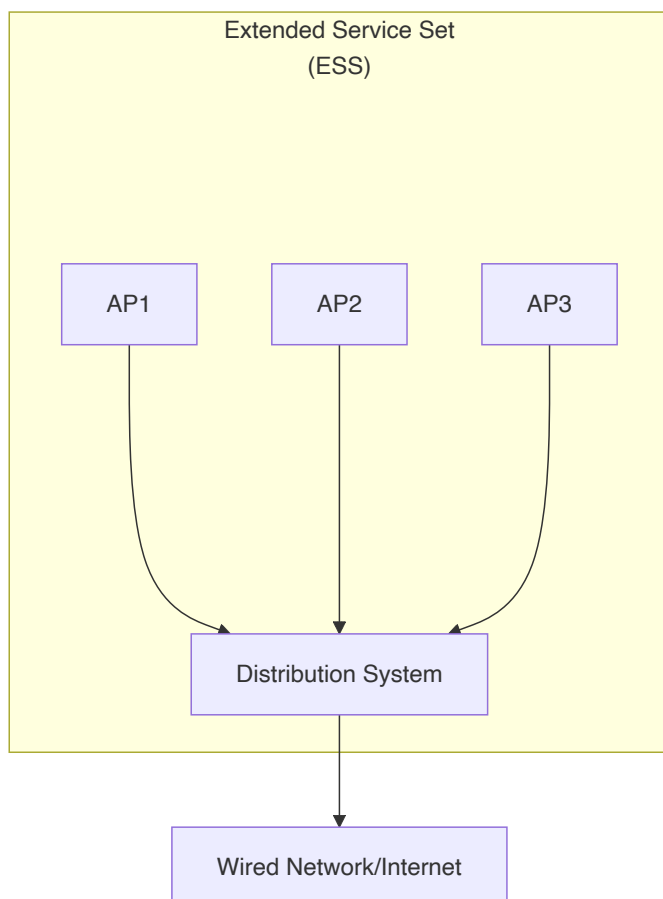 Extended Service Set
(ESS)
AP1
AP2
AP3
Distribution System
Wired Network/Internet